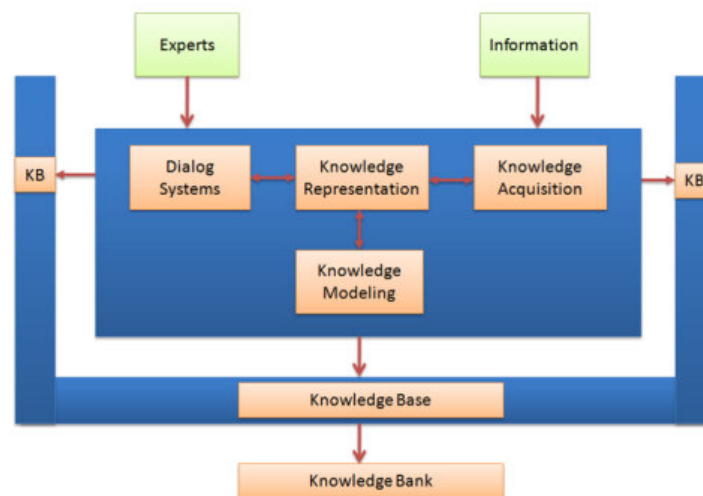 Experts
Information
KB
Dialog
Systems
Knowledge
Representation
Knowledge
Acquisition
KB
Knowledge
Modeling
Knowledge Base
Knowledge Bank